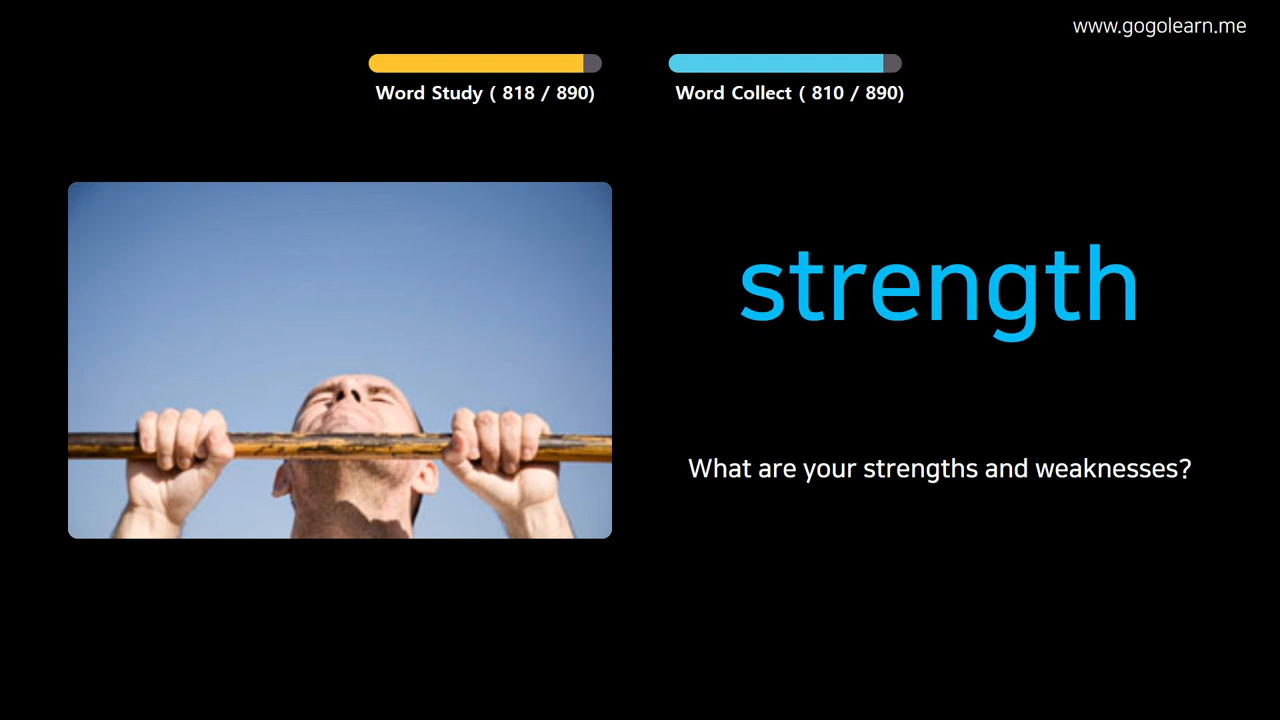 www.gogolearn.me
Word Study ( 818 / 890)
Word Collect ( 810 / 890)
strength
What are your strengths and weaknesses?